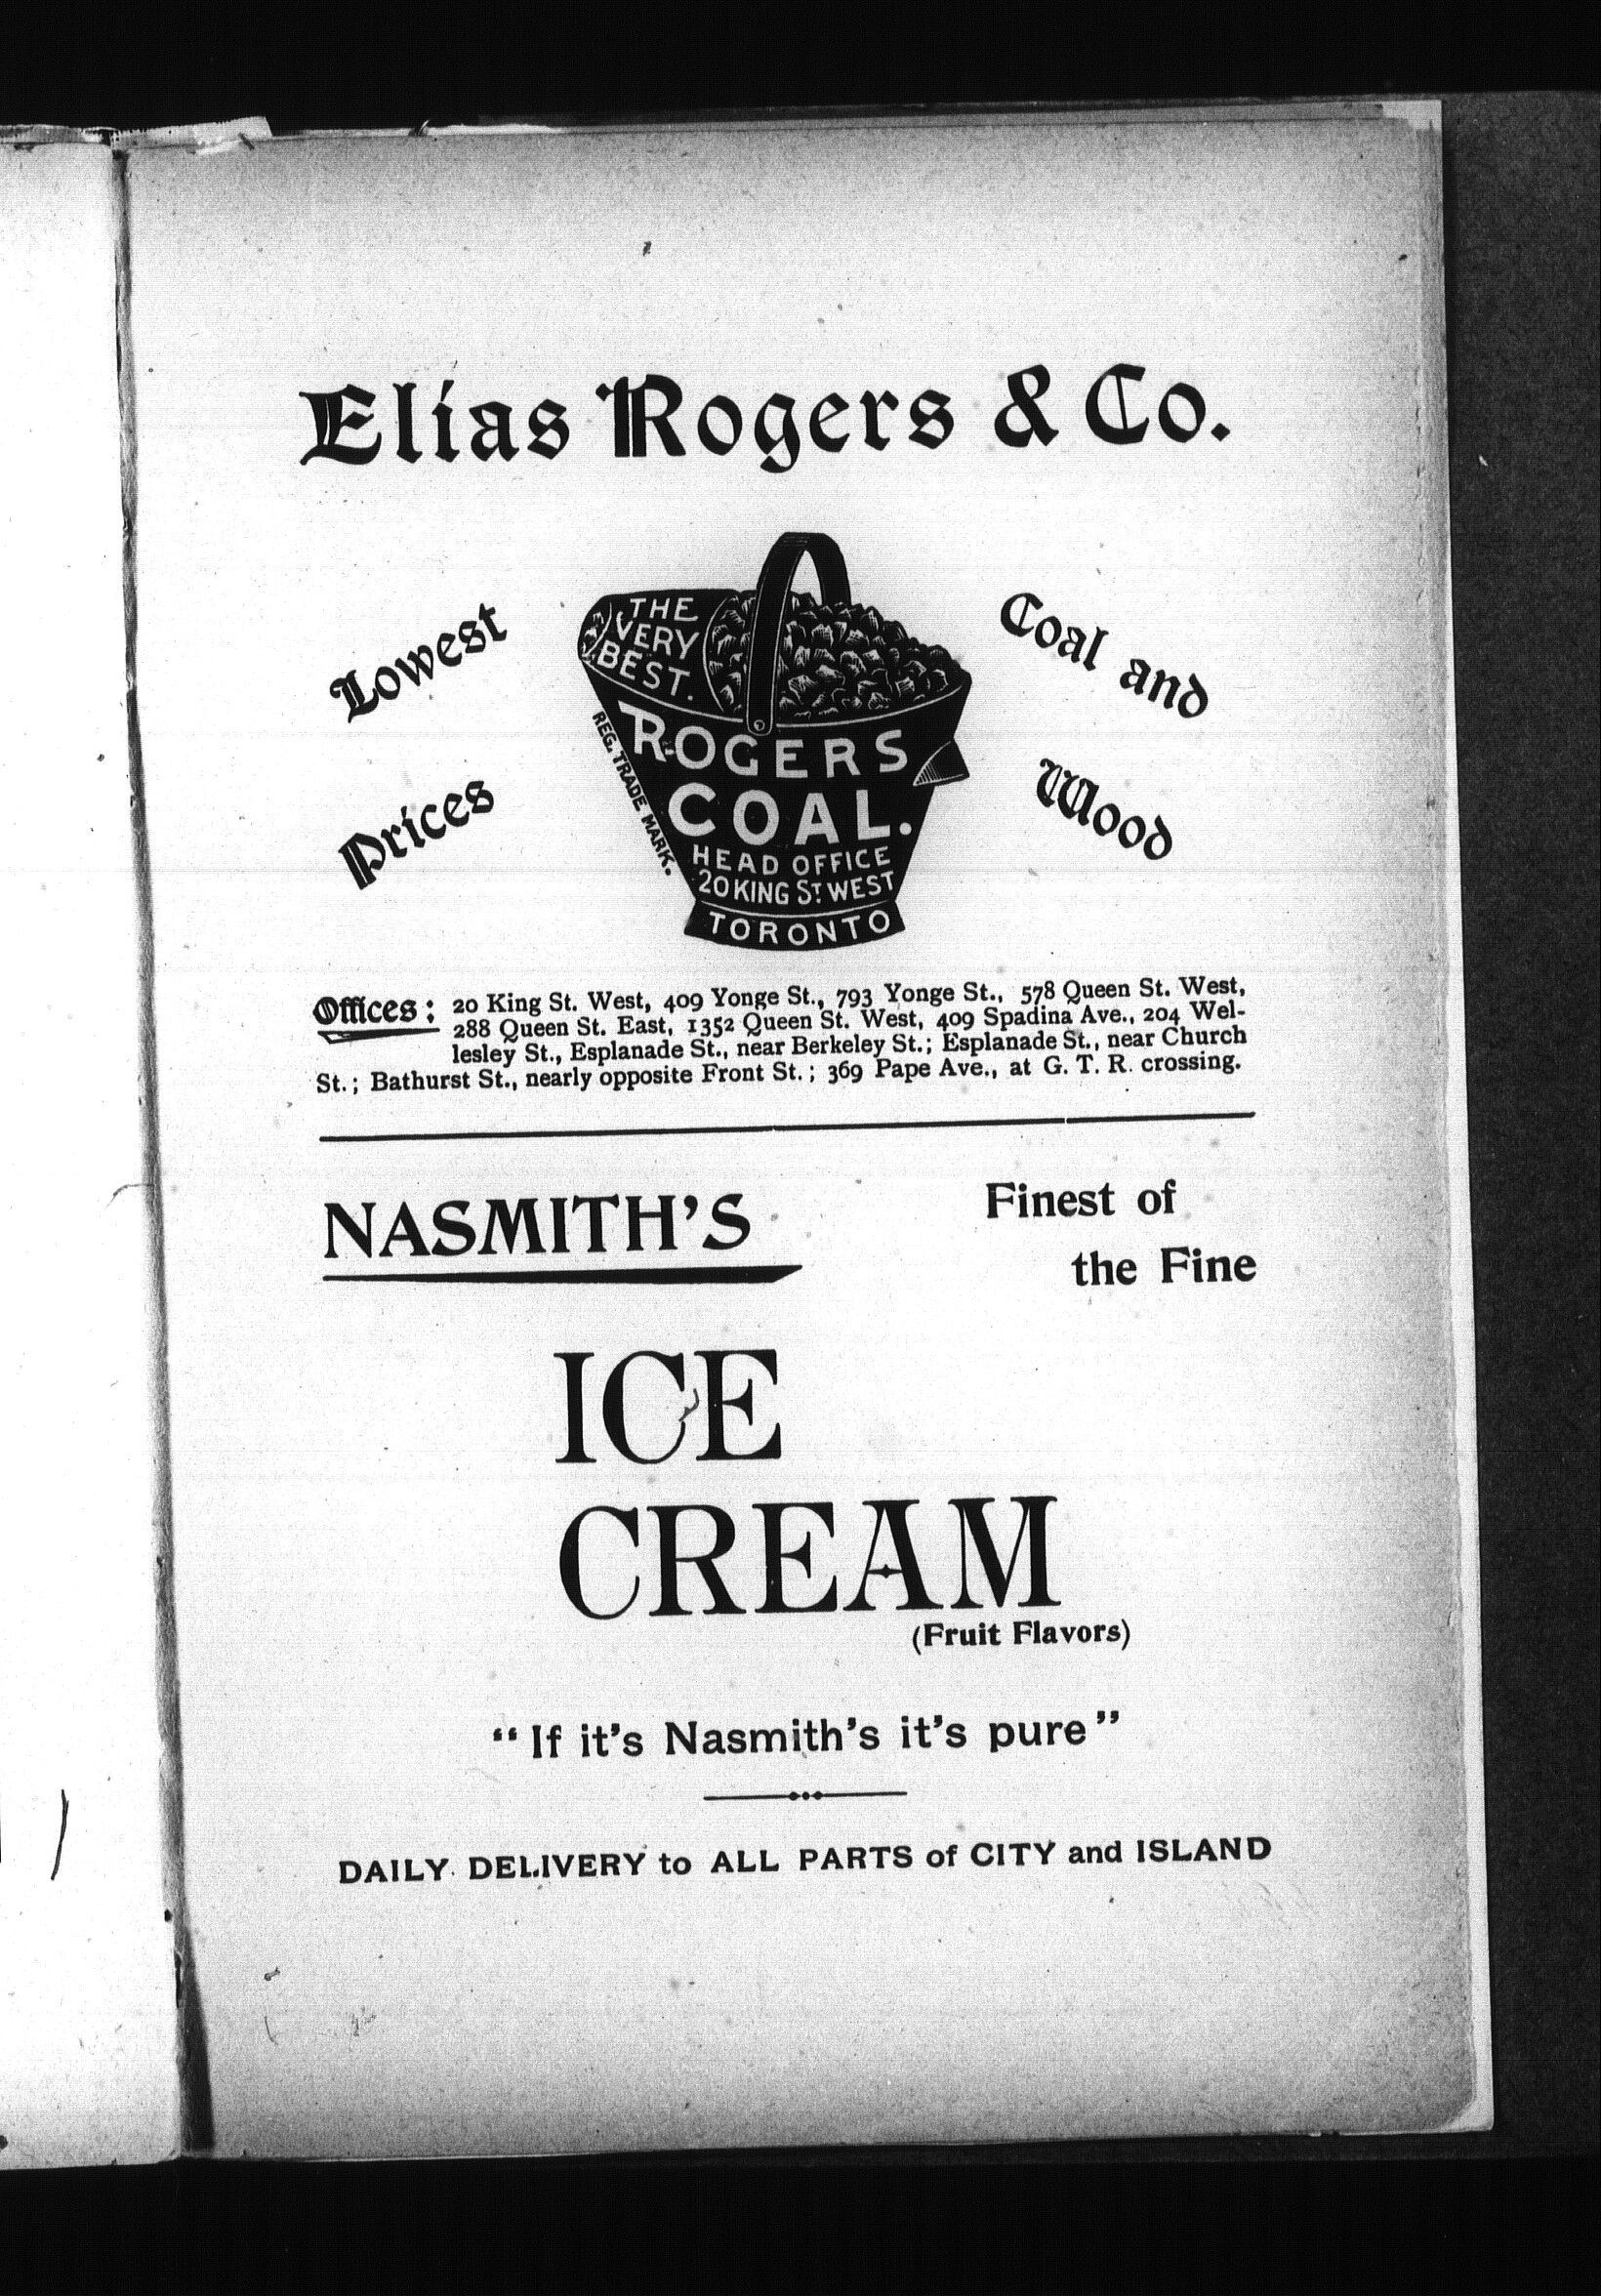 Elias Rogers & Co.
Lowest
Prices
THE
VERY
BEST.
ROGERS
COAL.
HEAD OFFICE
20 KING ST. WEST
TORONTO
REG. TRADE MARK.
Coal and
Wood
Offices: 20 King St. West, 409 Yonge St., 793 Yonge St., 578 Queen St. West,
288 Queen St. East, 1352 Queen St. West, 409 Spadina Ave., 204 Wel-
lesley St., Esplanade St., near Berkeley St.; Esplanade St., near Church
St.; Bathurst St., nearly opposite Front St.; 369 Pape Ave., at G. T. R. crossing.
NASMITH'S
Finest of
the Fine
ICE
CREAM
(Fruit Flavors)
“If it's Nasmith's it's pure”
DAILY DELIVERY to ALL PARTS of CITY and ISLAND